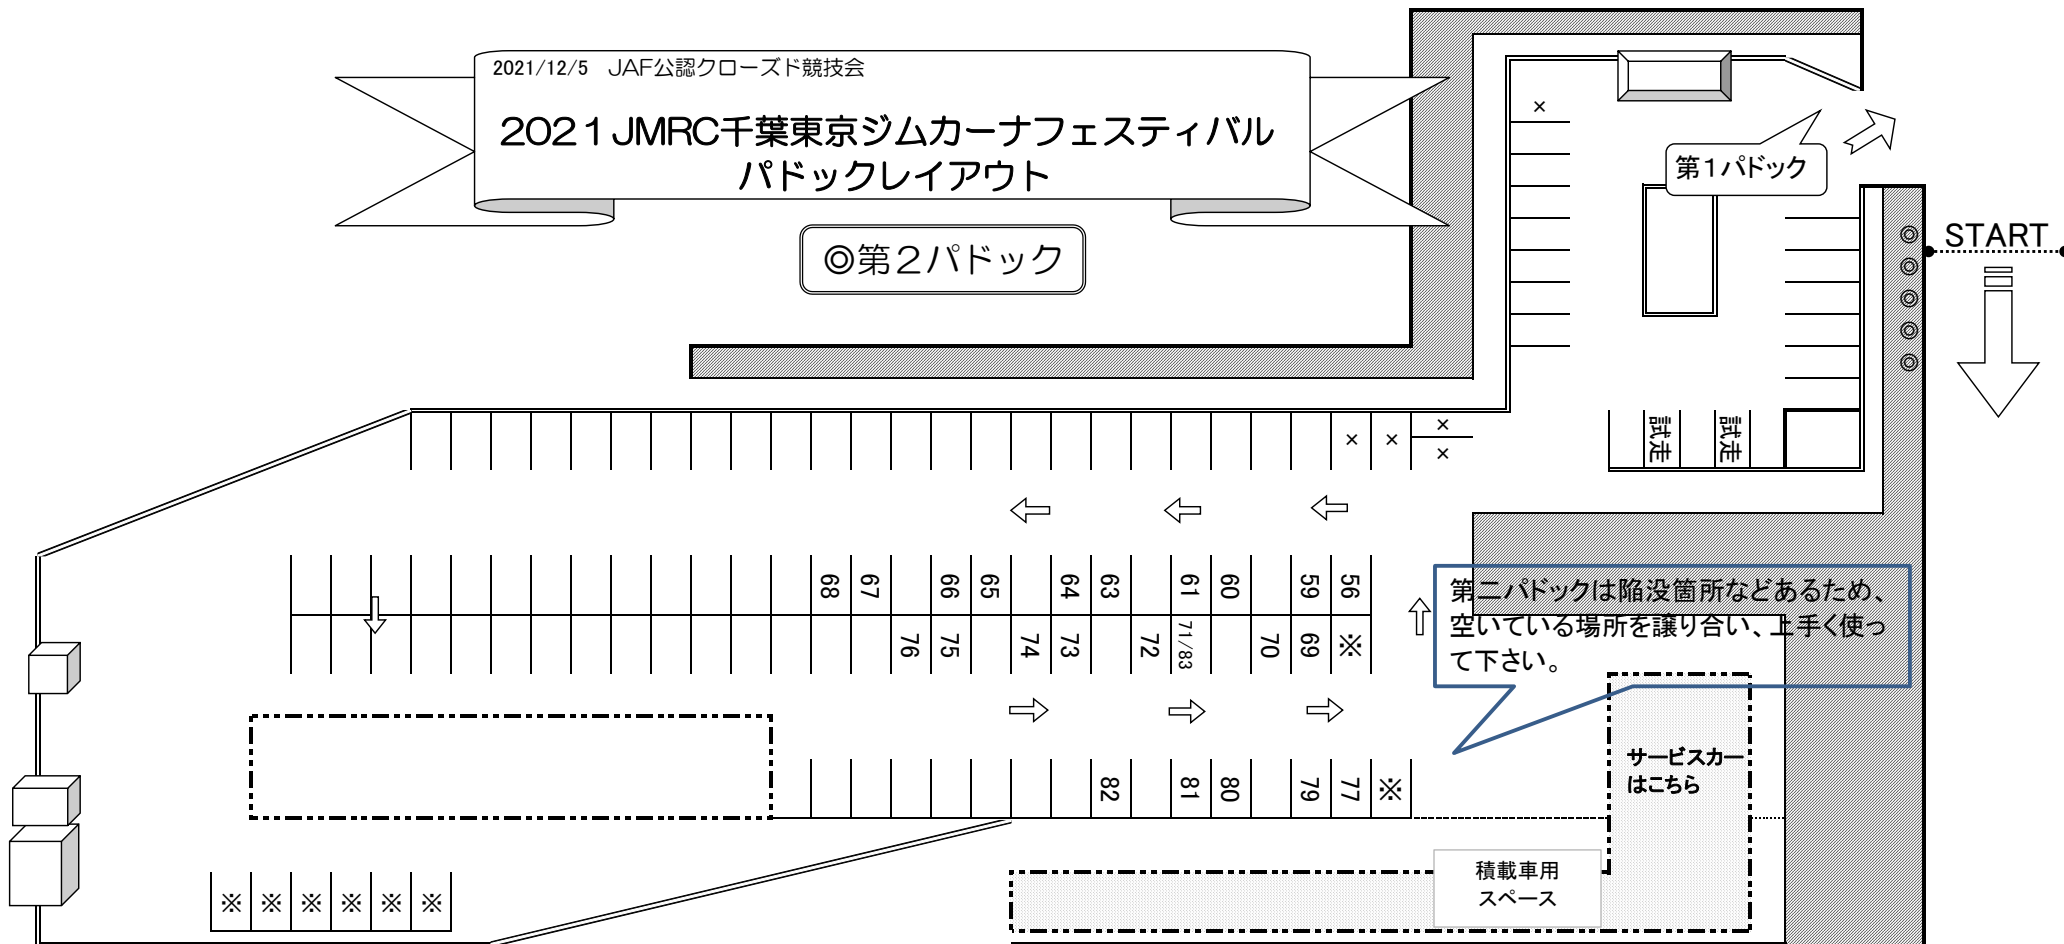 2021/12/5 JAF公認クローズド競技会
2021JMRC千葉東京ジムカーナフェスティバル
パドックレイアウト
◎第2パドック
第1パドック
START
×
× × ×
×
試走 試走
68 67 66 65 64 63 61 60 59 56
76 75 74 73 72 71/83 70 69 ※
第二パドックは陥没箇所などあるため、
空いている場所を譲り合い、上手く使っ
て下さい。
82 81 80 79 77 ※
サービスカー
はこちら
積載車用
スペース
※ ※ ※ ※ ※ ※